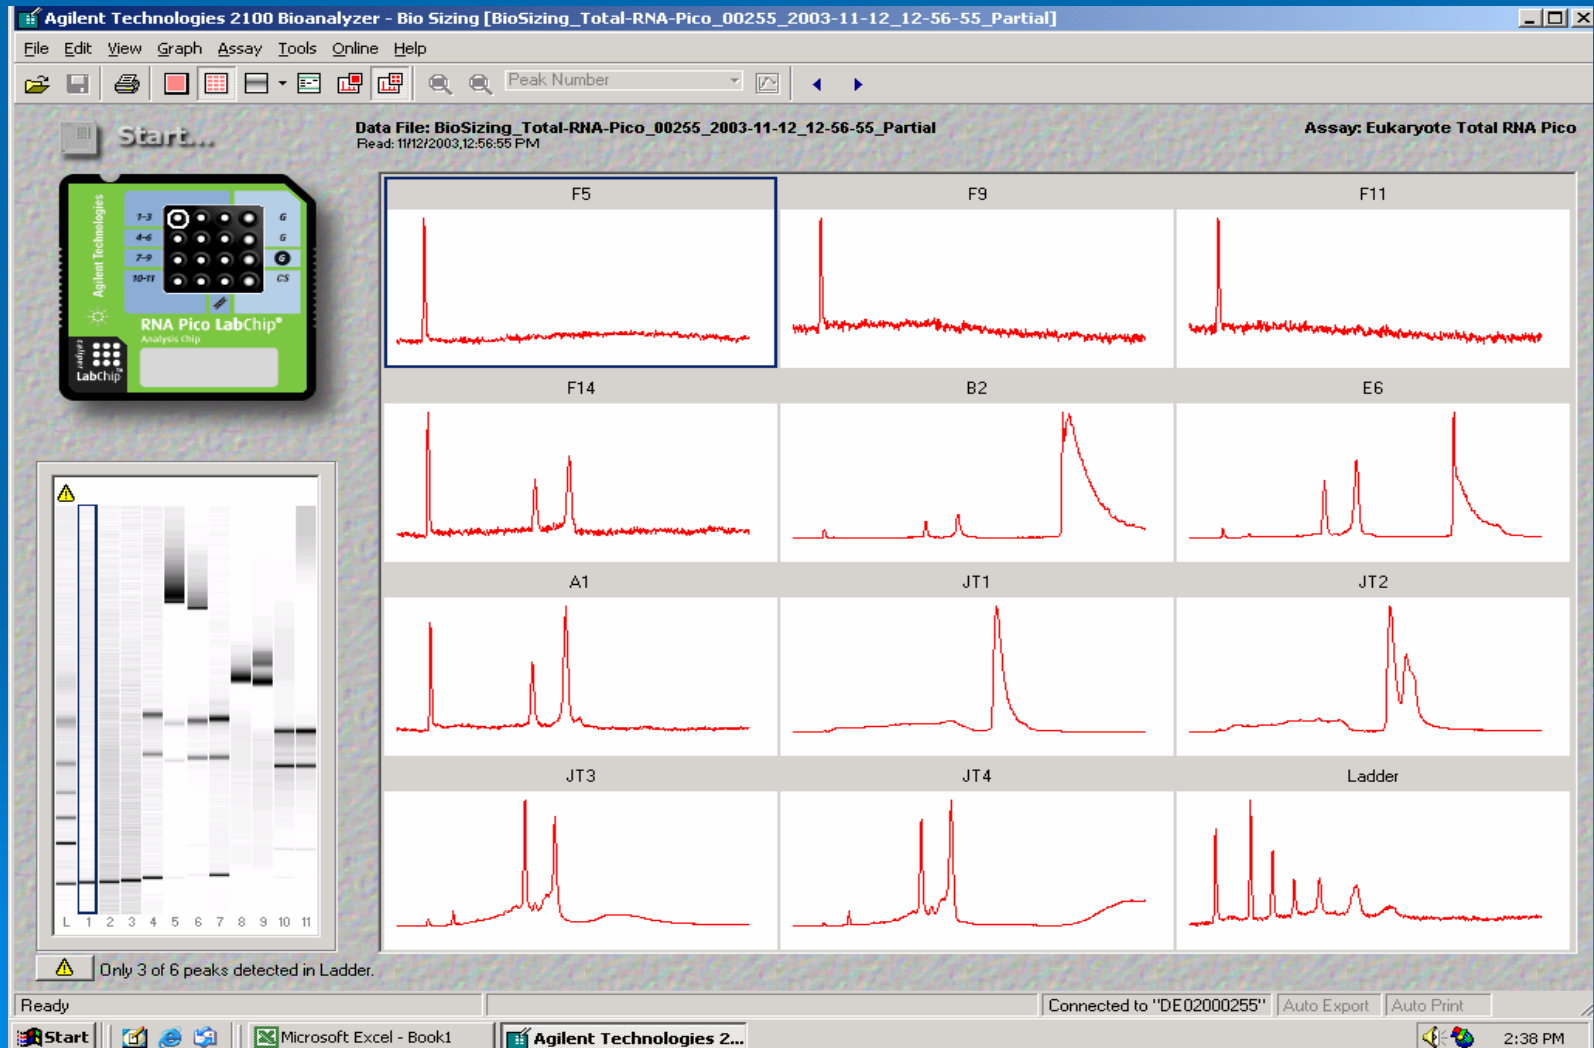 Agilent Technologies 2100 Bioanalyzer - Bio Sizing [BioSizing_Total-RNA-Pico_00255_2003-11-12_12-56-55_Partial]
File Edit View Graph Assay Tools Online Help
Peak Number
Start...
Data File: BioSizing_Total-RNA-Pico_00255_2003-11-12_12-56-55_Partial
Assay: Eukaryote Total RNA Pico
Read: 11/12/2003,12:56:55 PM
Agilent Technologies
1-3 G
4-6 G
7-9 G
10-11 CS
RNA Pico LabChip®
Analysis Chip
caliper
LabChip
F5 F9 F11
F14 B2 E6
A1 JT1 JT2
JT3 JT4 Ladder
L 1 2 3 4 5 6 7 8 9 10 11
Only 3 of 6 peaks detected in Ladder.
Ready
Connected to "DE02000255" Auto Export Auto Print
Start Microsoft Excel - Book1 Agilent Technologies 2... 2:38 PM